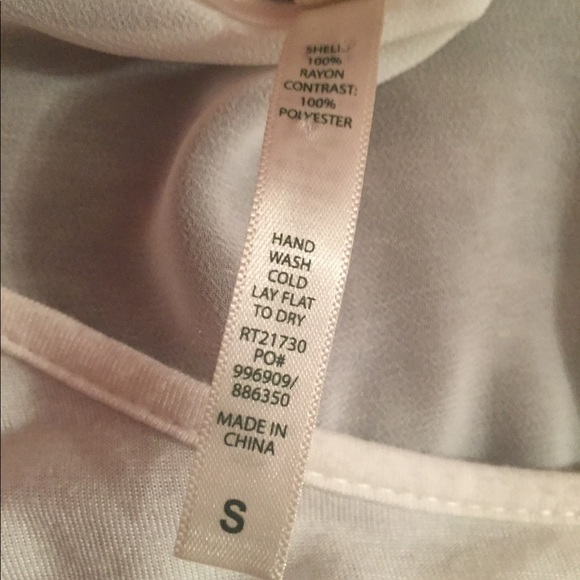 SHELL:
100%
RAYON
CONTRAST:
100%
POLYESTER
HAND
WASH
COLD
LAY FLAT
TO DRY
RT21730
PO#
996909/
886350
MADE IN
CHINA
S